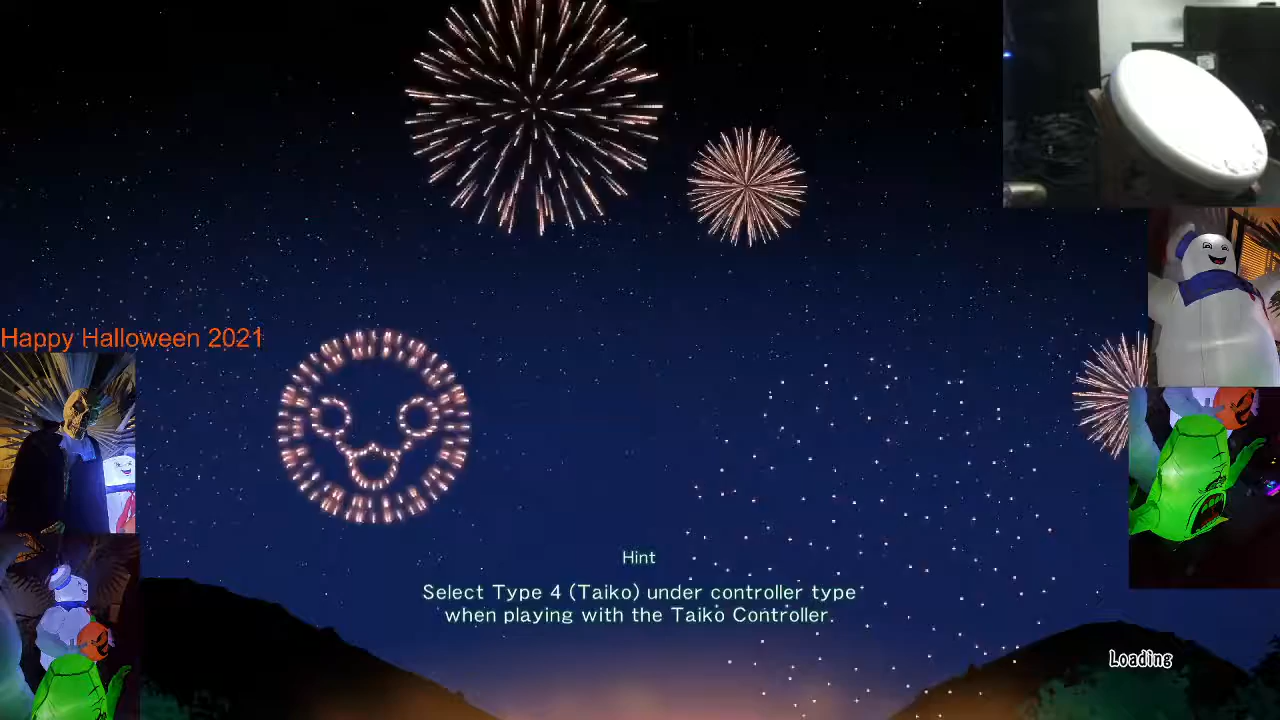 Happy Halloween 2021
Hint
Select Type 4 (Taiko) under controller type
when playing with the Taiko Controller.
Loading